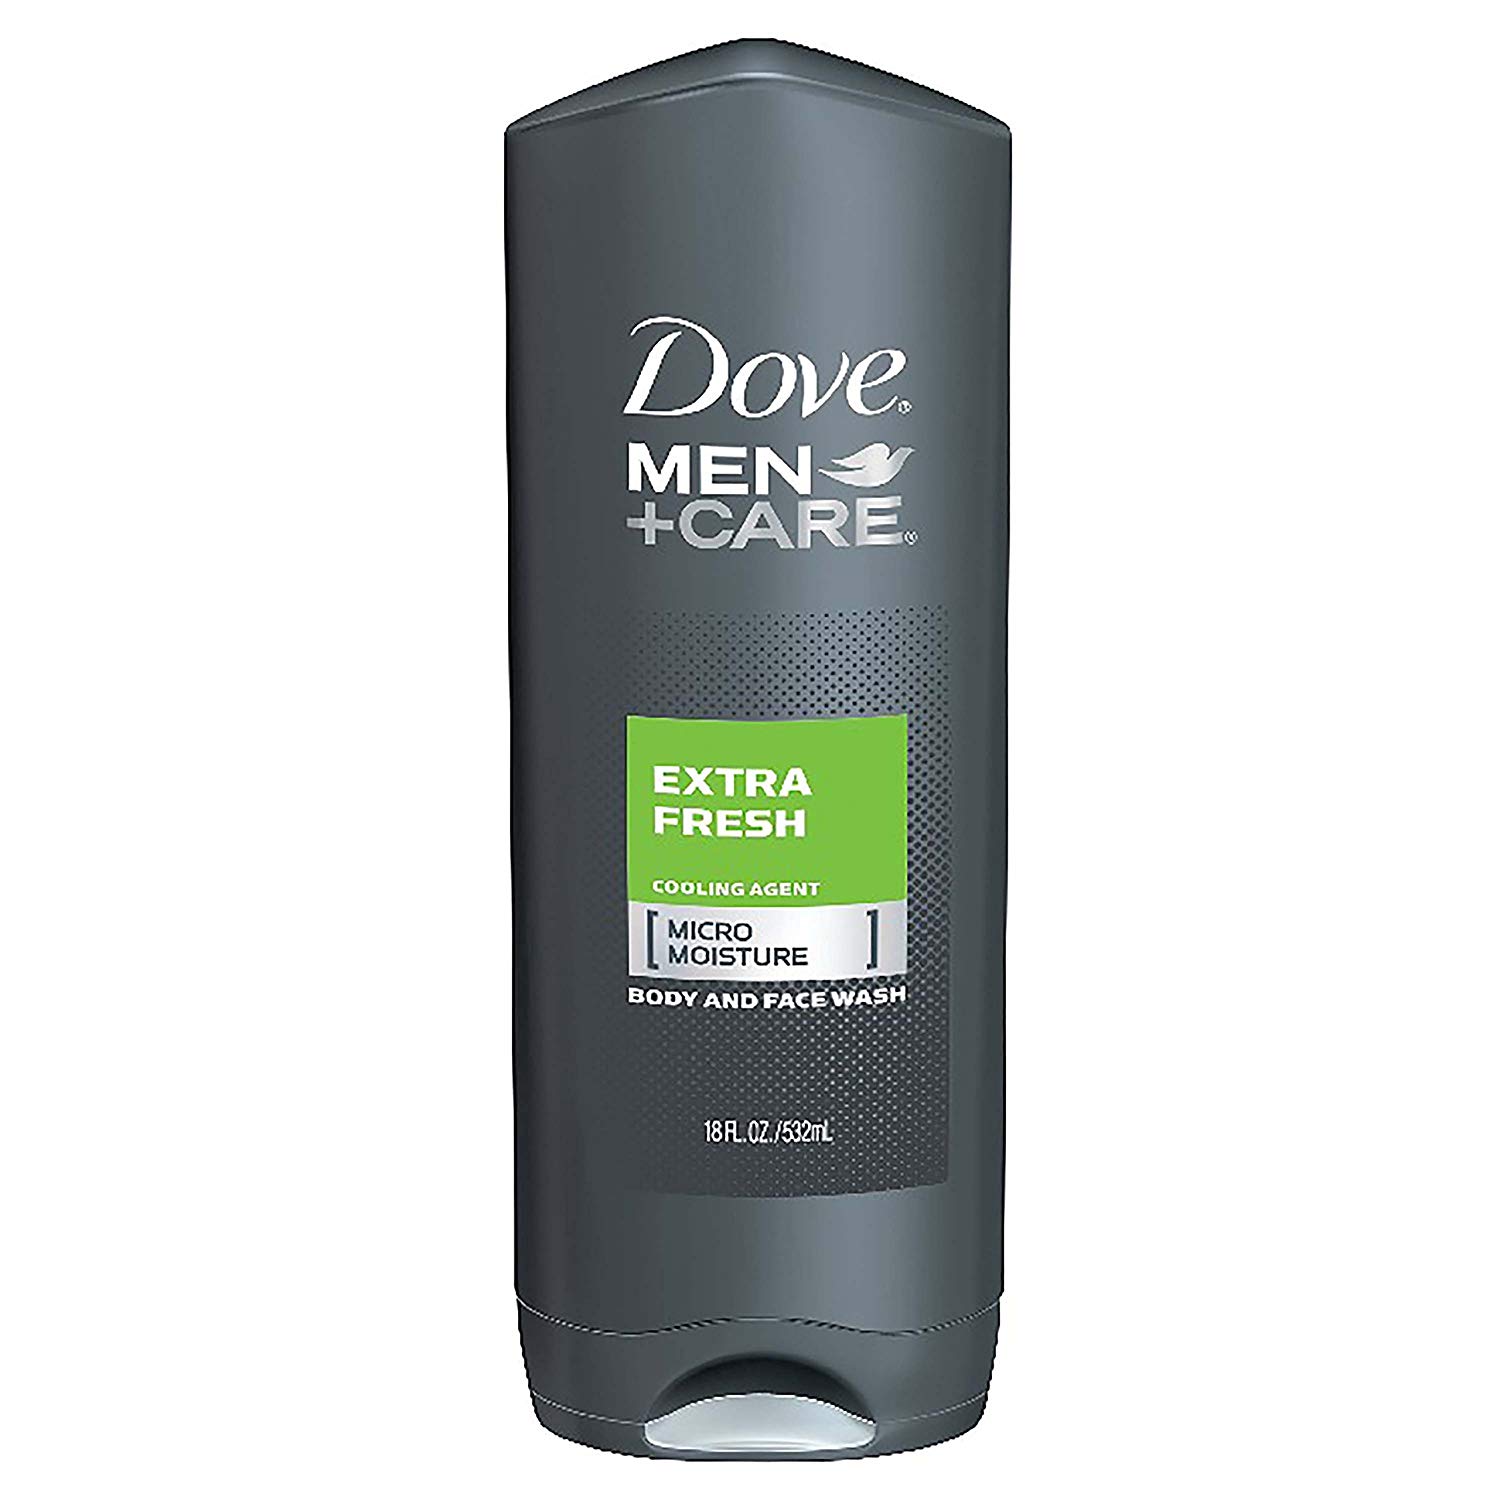 Dove®
MEN
+CARE®
EXTRA
FRESH
COOLING AGENT
[MICRO
MOISTURE]
BODY AND FACE WASH
18 FL. OZ./532mL